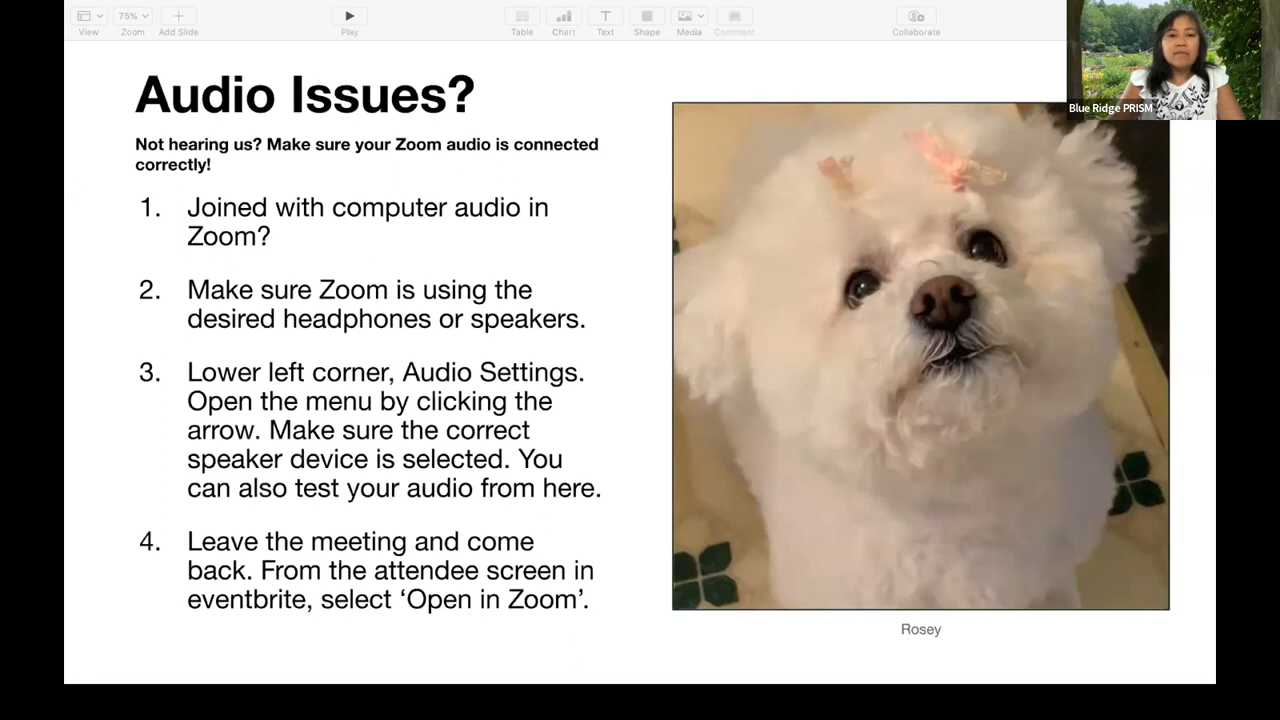 View
75%
Zoom
Add Slide
Play
Table
Chart
Text
Shape
Media
Comment
Collaborate
Blue Ridge PRISM
Audio Issues?
Not hearing us? Make sure your Zoom audio is connected
correctly!
1. Joined with computer audio in
Zoom?
2. Make sure Zoom is using the
desired headphones or speakers.
3. Lower left corner, Audio Settings.
Open the menu by clicking the
arrow. Make sure the correct
speaker device is selected. You
can also test your audio from here.
4. Leave the meeting and come
back. From the attendee screen in
eventbrite, select ‘Open in Zoom’.
Rosey